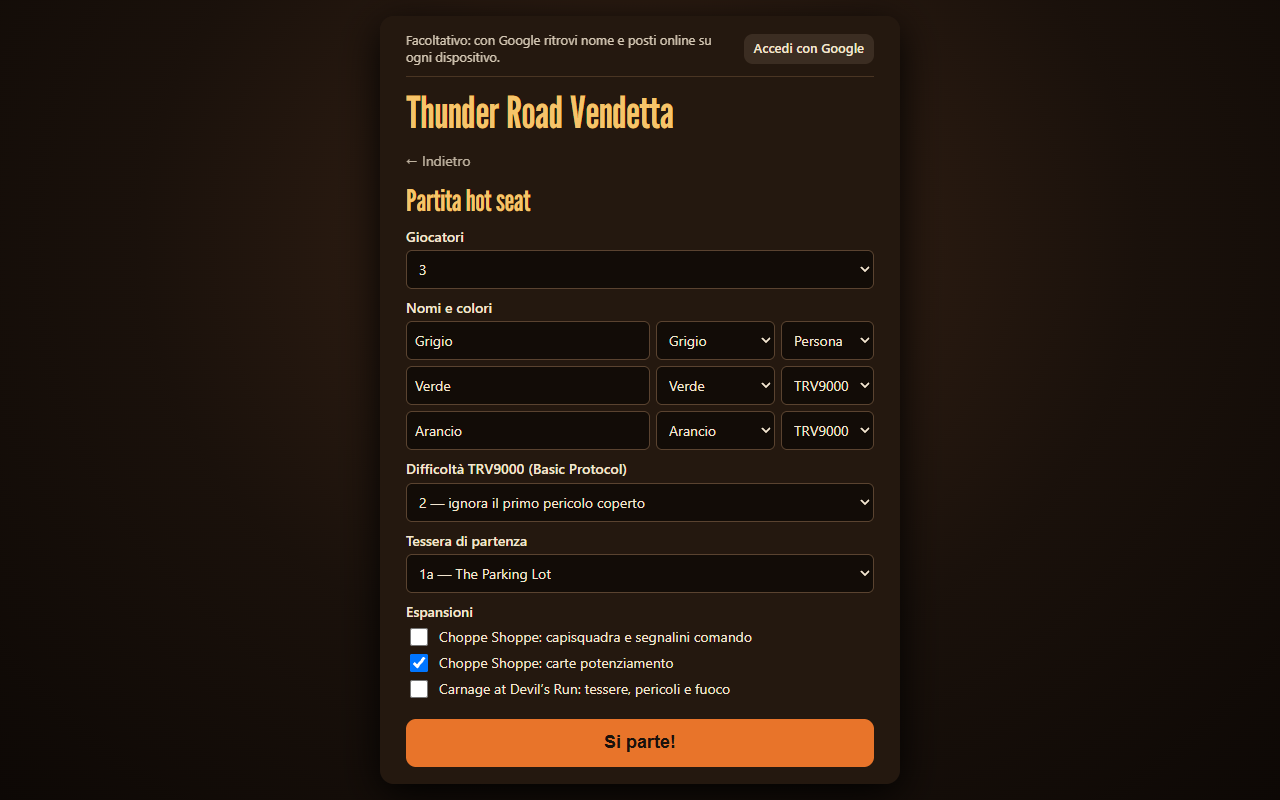 Facoltativo: con Google ritrovi nome e posti online su
ogni dispositivo.
Accedi con Google
Thunder Road Vendetta
← Indietro
Partita hot seat
Giocatori
3
Nomi e colori
Grigio Grigio Persona
Verde Verde TRV9000
Arancio Arancio TRV9000
Difficoltà TRV9000 (Basic Protocol)
2 — ignora il primo pericolo coperto
Tessera di partenza
1a — The Parking Lot
Espansioni
Choppe Shoppe: capisquadra e segnalini comando
Choppe Shoppe: carte potenziamento
Carnage at Devil's Run: tessere, pericoli e fuoco
Si parte!